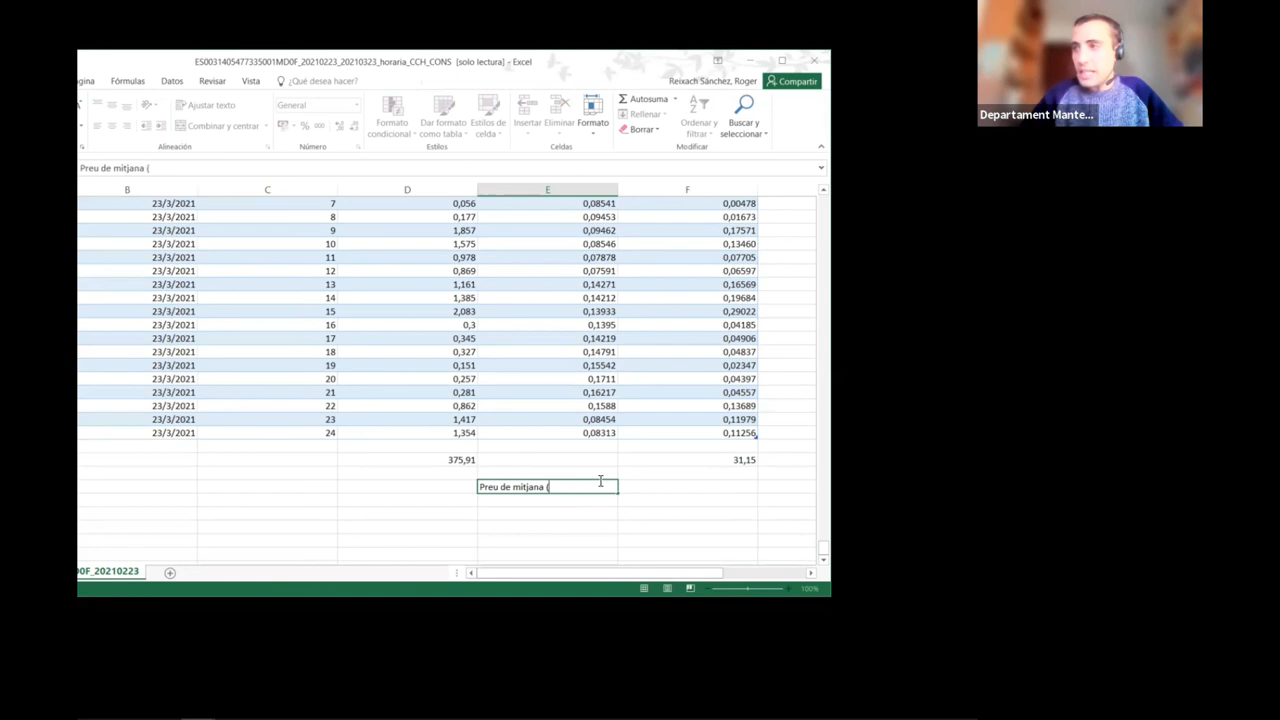 ES0031405477335001MD0F_20210223_20210323_horaria_CCH_CONS [solo lectura] - Excel
ágina Fórmulas Datos Revisar Vista ¿Qué desea hacer? Reixach Sánchez, Roger Compartir
Ajustar texto
Combinar y centrar
Alineación
General
% 000
Número
Formato condicional
Dar formato como tabla
Estilos de celda
Estilos
Insertar Eliminar Formato
Celdas
Autosuma
Rellenar
Borrar
Ordenar y filtrar
Buscar y seleccionar
Modificar
Preu de mitjana (
B C D E F
23/3/2021 7 0,056 0,08541 0,00478
23/3/2021 8 0,177 0,09453 0,01673
23/3/2021 9 1,857 0,09462 0,17571
23/3/2021 10 1,575 0,08546 0,13460
23/3/2021 11 0,978 0,07878 0,07705
23/3/2021 12 0,869 0,07591 0,06597
23/3/2021 13 1,161 0,14271 0,16569
23/3/2021 14 1,385 0,14212 0,19684
23/3/2021 15 2,083 0,13933 0,29022
23/3/2021 16 0,3 0,1395 0,04185
23/3/2021 17 0,345 0,14219 0,04906
23/3/2021 18 0,327 0,14791 0,04837
23/3/2021 19 0,151 0,15542 0,02347
23/3/2021 20 0,257 0,1711 0,04397
23/3/2021 21 0,281 0,16217 0,04557
23/3/2021 22 0,862 0,1588 0,13689
23/3/2021 23 1,417 0,08454 0,11979
23/3/2021 24 1,354 0,08313 0,11256
375,91 31,15
Preu de mitjana (
D0F_20210223
100%
Departament Mante...